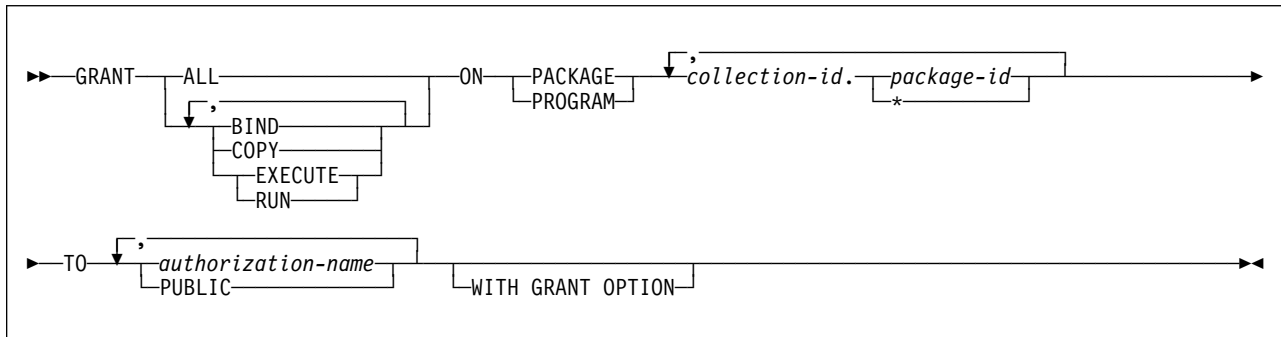 ,
GRANT ALL ON PACKAGE collection-id. package-id
, PROGRAM *
BIND
COPY
EXECUTE
RUN
,
TO authorization-name
PUBLIC WITH GRANT OPTION